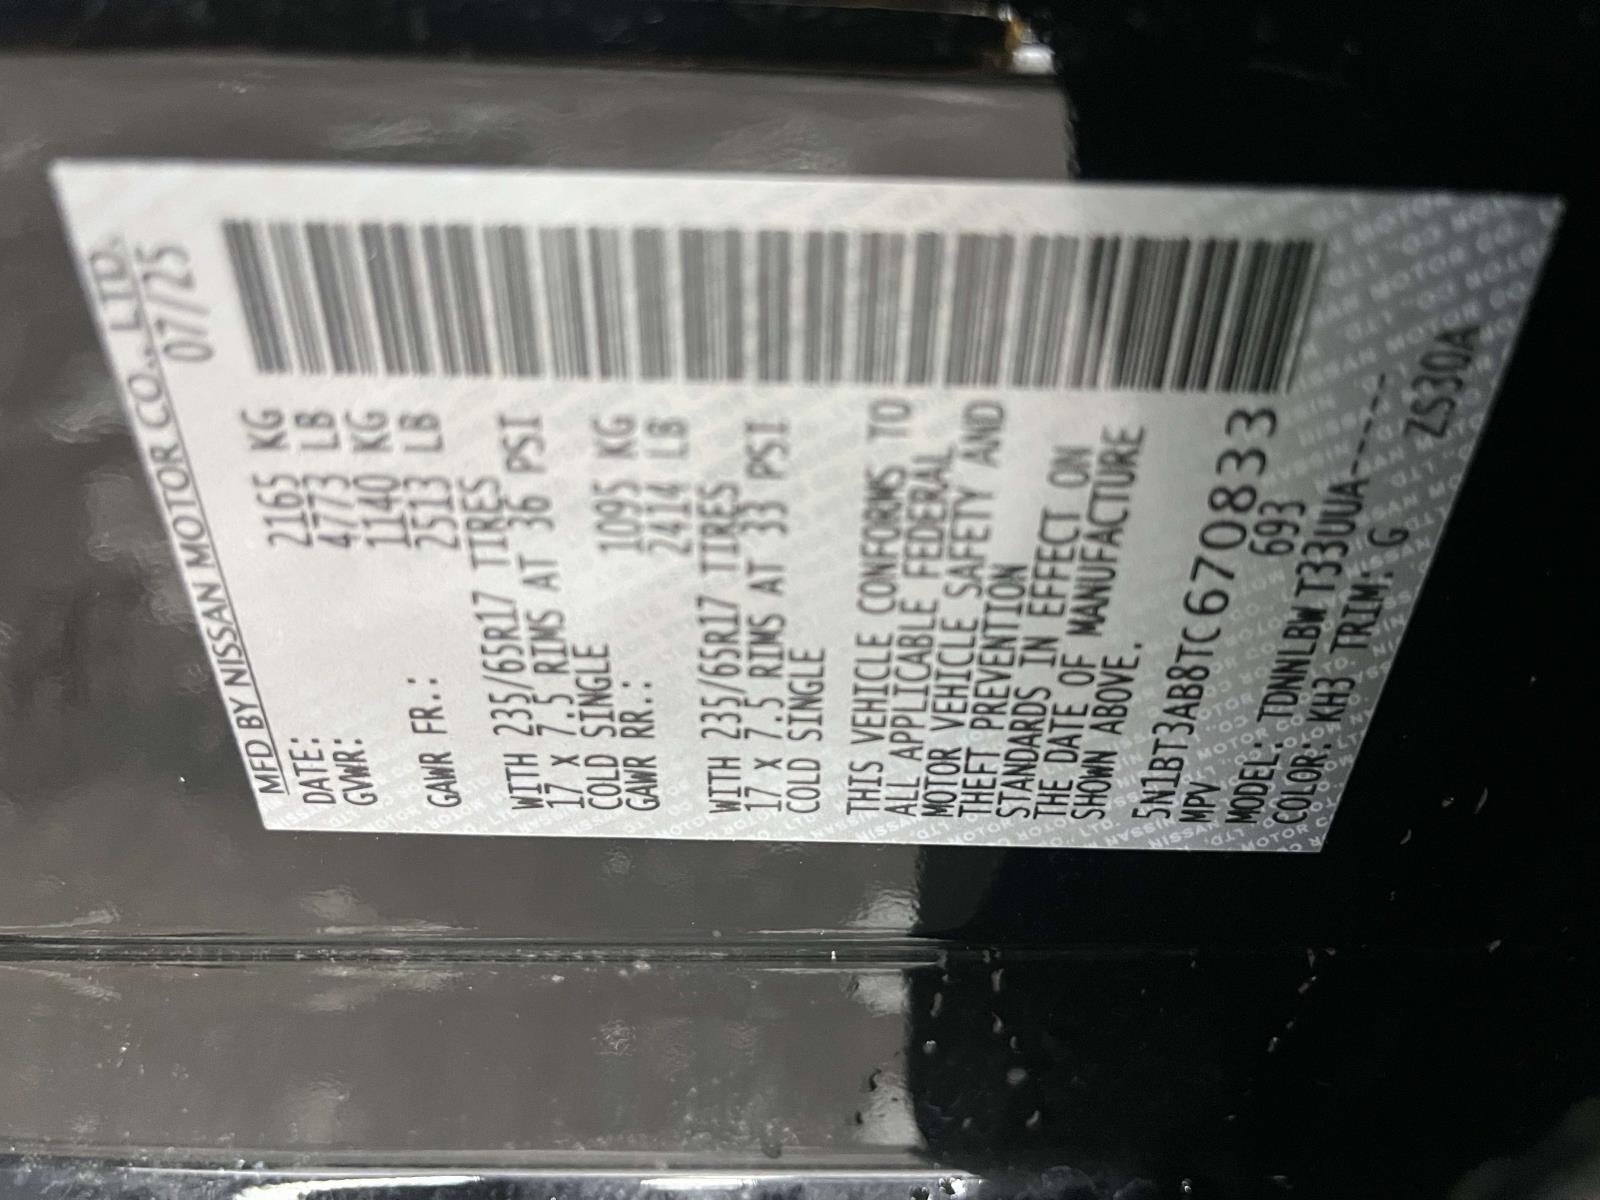 MFD BY NISSAN MOTOR CO., LTD.
DATE: 07/25
GVWR: 2165 KG
4773 LB
GAWR FR.: 1140 KG
2513 LB
WITH 235/65R17 TIRES
17 X 7.5 RIMS AT 36 PSI
COLD SINGLE
GAWR RR.: 1095 KG
2414 LB
WITH 235/65R17 TIRES
17 X 7.5 RIMS AT 33 PSI
COLD SINGLE
THIS VEHICLE CONFORMS TO
ALL APPLICABLE FEDERAL
MOTOR VEHICLE SAFETY AND
THEFT PREVENTION
STANDARDS IN EFFECT ON
THE DATE OF MANUFACTURE
SHOWN ABOVE.
5N1BT3AB8TC670833
MPV 693
MODEL: TDNNLBW T33UUA-----
COLOR: KH3 TRIM: G ZS30A